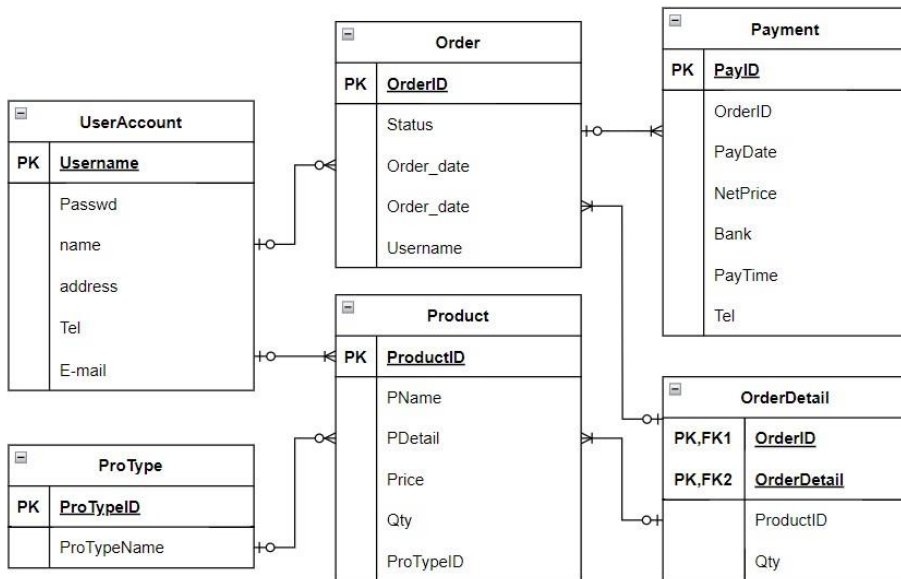 UserAccount
PK Username
Passwd
name
address
Tel
E-mail
ProType
PK ProTypeID
ProTypeName
Order
PK OrderID
Status
Order_date
Order_date
Username
Product
PK ProductID
PName
PDetail
Price
Qty
ProTypeID
Payment
PK PayID
OrderID
PayDate
NetPrice
Bank
PayTime
Tel
OrderDetail
PK,FK1 OrderID
PK,FK2 OrderDetail
ProductID
Qty